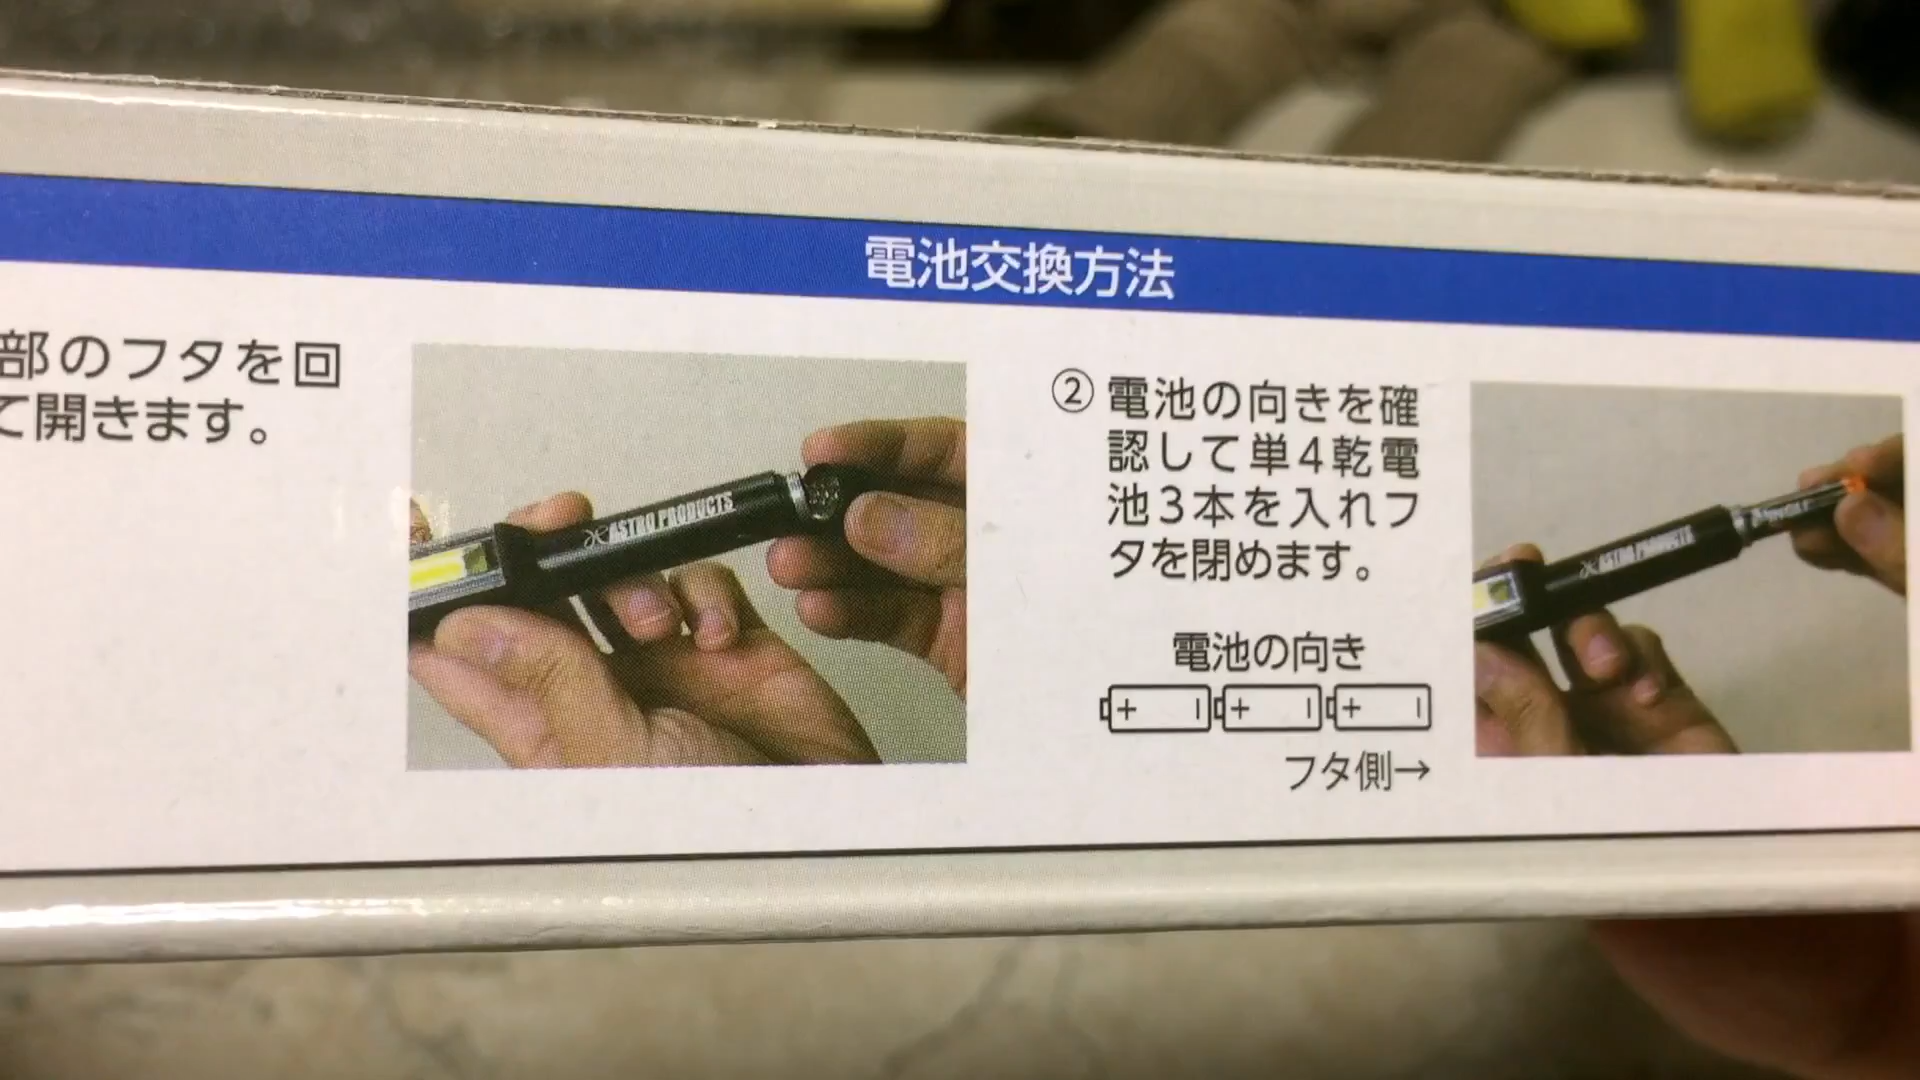 電池交換方法
部のフタを回
て開きます。
ASTRO PRODUCTS
② 電池の向きを確
認して単4乾電
池3本を入れフ
タを閉めます。
電池の向き
+ − + − + −
フタ側→
ASTRO PRODUCTS